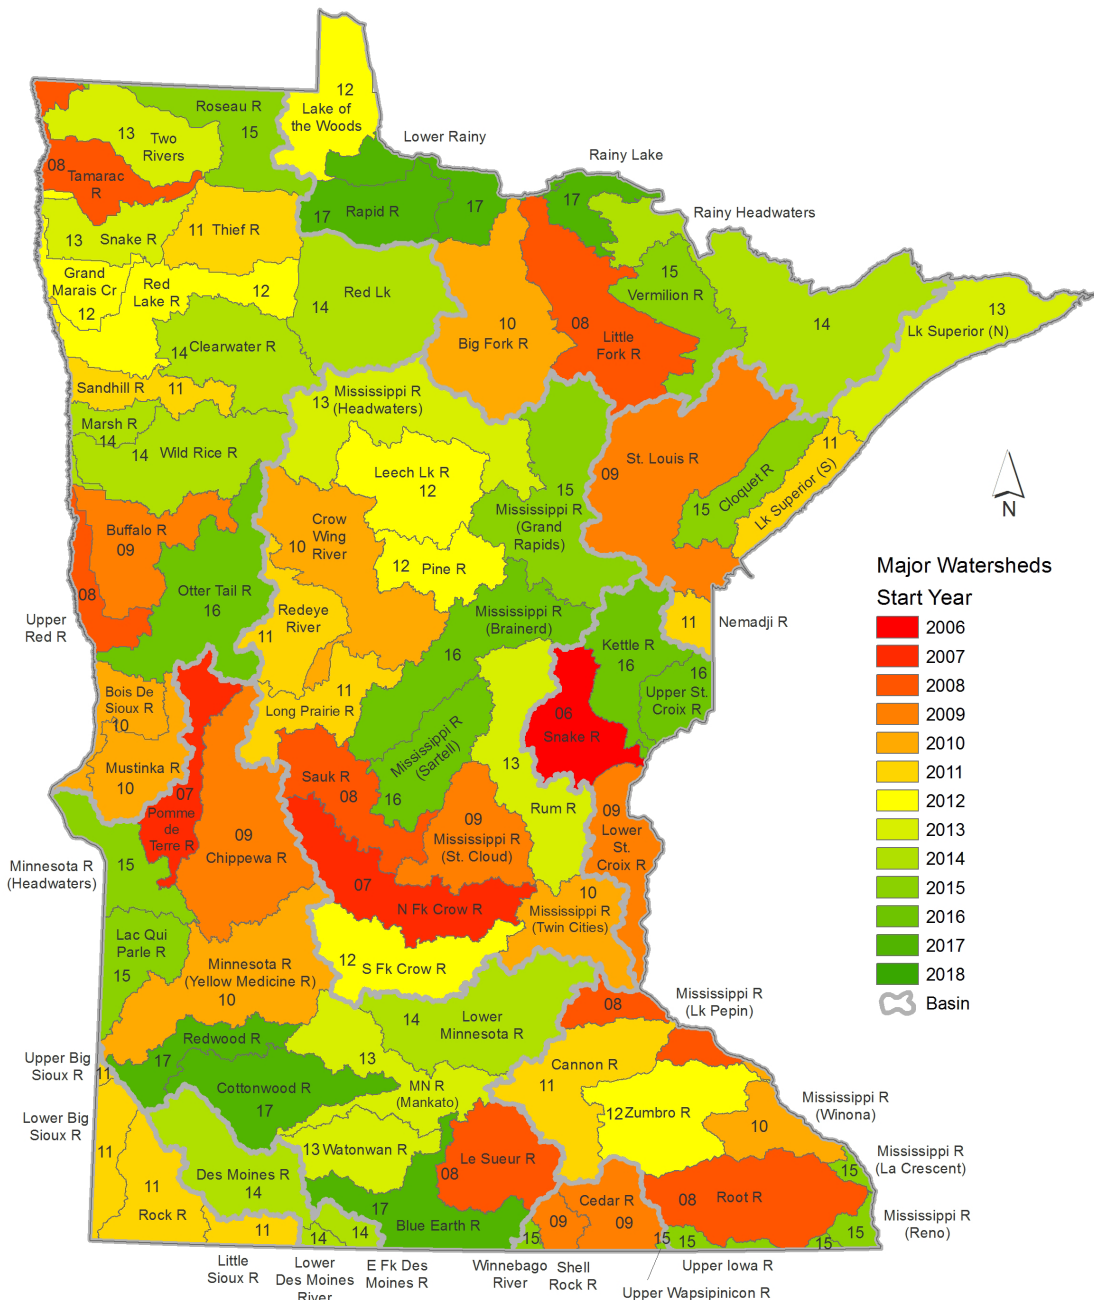 12
Lake of
the Woods
Roseau R
15
13
Two
Rivers
Lower Rainy
Rainy Lake
08
Tamarac
R
17
Rapid R
17
17
Rainy Headwaters
13
Snake R
11
Thief R
Grand
Marais Cr
12
Red
Lake R
12
Red Lk
14
15
Vermilion R
14
13
Lk Superior (N)
14
Clearwater R
10
Big Fork R
08
Little
Fork R
Sandhill R
11
13
Mississippi R
(Headwaters)
Marsh R
14
14
Wild Rice R
Leech Lk R
12
St. Louis R
09
11
Lk Superior (S)
Cloquet R
15
15
Mississippi R
(Grand
Rapids)
N
Buffalo R
09
Crow
Wing
River
10
12
Pine R
08
Upper
Red R
Otter Tail R
16
Redeye
River
11
Mississippi R
(Brainerd)
16
Kettle R
16
11
Nemadji R
16
Upper St.
Croix R
Major Watersheds
Start Year
2006
2007
2008
2009
2010
2011
2012
2013
2014
2015
2016
2017
2018
Basin
Bois De
Sioux R
10
11
Long Prairie R
06
Snake R
Mississippi R
(Sartell)
16
13
Rum R
Mustinka R
10
07
Pomme
de
Terre R
Sauk R
08
09
Chippewa R
09
Mississippi R
(St. Cloud)
09
Lower
St.
Croix R
Minnesota R
(Headwaters)
15
07
N Fk Crow R
10
Mississippi R
(Twin Cities)
Lac Qui
Parle R
15
Minnesota R
(Yellow Medicine R)
10
12
S Fk Crow R
08
Mississippi R
(Lk Pepin)
14
Lower
Minnesota R
Redwood R
17
13
Upper Big
Sioux R
11
Cottonwood R
17
MN R
(Mankato)
Cannon R
11
12
Zumbro R
Mississippi R
(Winona)
10
Lower Big
Sioux R
11
13
Watonwan R
Le Sueur R
08
Mississippi R
(La Crescent)
15
11
Rock R
Des Moines R
14
17
Blue Earth R
Cedar R
09
09
08
Root R
Mississippi R
(Reno)
15
11
14
14
15
15
15
15
Little
Sioux R
Lower
Des Moines
River
E Fk Des
Moines R
Winnebago
River
Shell
Rock R
Upper Iowa R
Upper Wapsipinicon R